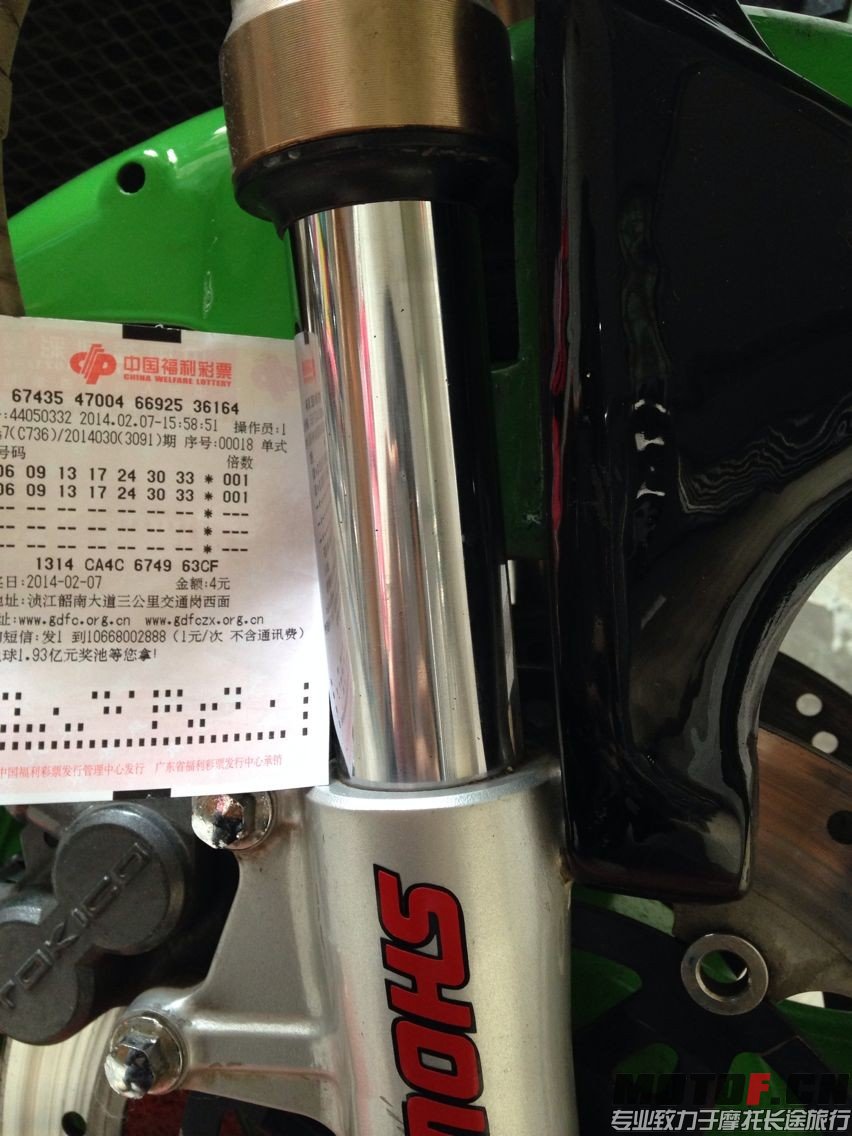 中国福利彩票
CHINA WELFARE LOTTERY
67435 47004 66925 36164
:44050332 2014.02.07-15:58:51 操作员:1
7(C736)/2014030(3091)期 序号:00018 单式
号码 倍数
06 09 13 17 24 30 33 * 001
06 09 13 17 24 30 33 * 001
-- -- -- -- -- -- -- * ---
-- -- -- -- -- -- -- * ---
-- -- -- -- -- -- -- * ---
1314 CA4C 6749 63CF
日:2014-02-07 金额:4元
地址:浈江韶南大道三公里交通岗西面
址:www.gdfc.org.cn www.gdfczx.org.cn
短信:发1 到10668002888 (1元/次 不含通讯费)
球1.93亿元奖池等您拿!
中国福利彩票发行管理中心发行 广东省福利彩票发行中心承销
TOKICO
SHOW
MOTOF.CN
专业致力于摩托长途旅行